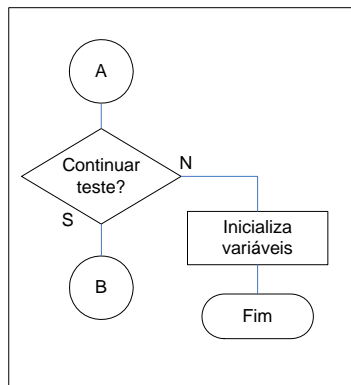 A
Continuar
teste?
N
S
Inicializa
variáveis
B
Fim